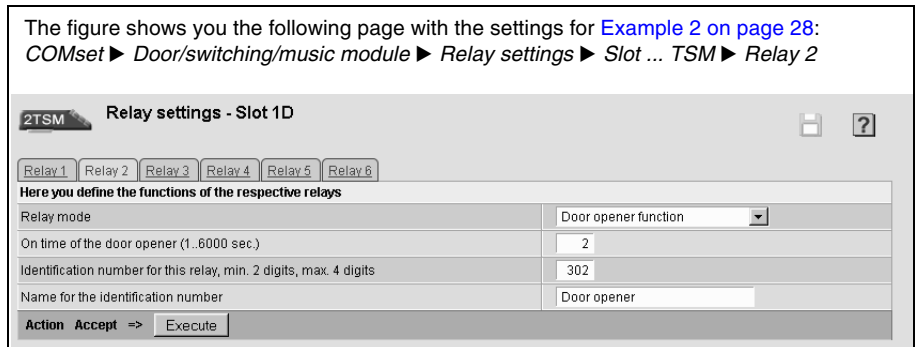 The figure shows you the following page with the settings for Example 2 on page 28:
COMset ► Door/switching/music module ► Relay settings ► Slot ... TSM ► Relay 2
2TSM Relay settings - Slot 1D ?
Relay 1 Relay 2 Relay 3 Relay 4 Relay 5 Relay 6
Here you define the functions of the respective relays
Relay mode Door opener function
On time of the door opener (1..6000 sec.) 2
Identification number for this relay, min. 2 digits, max. 4 digits 302
Name for the identification number Door opener
Action Accept => Execute